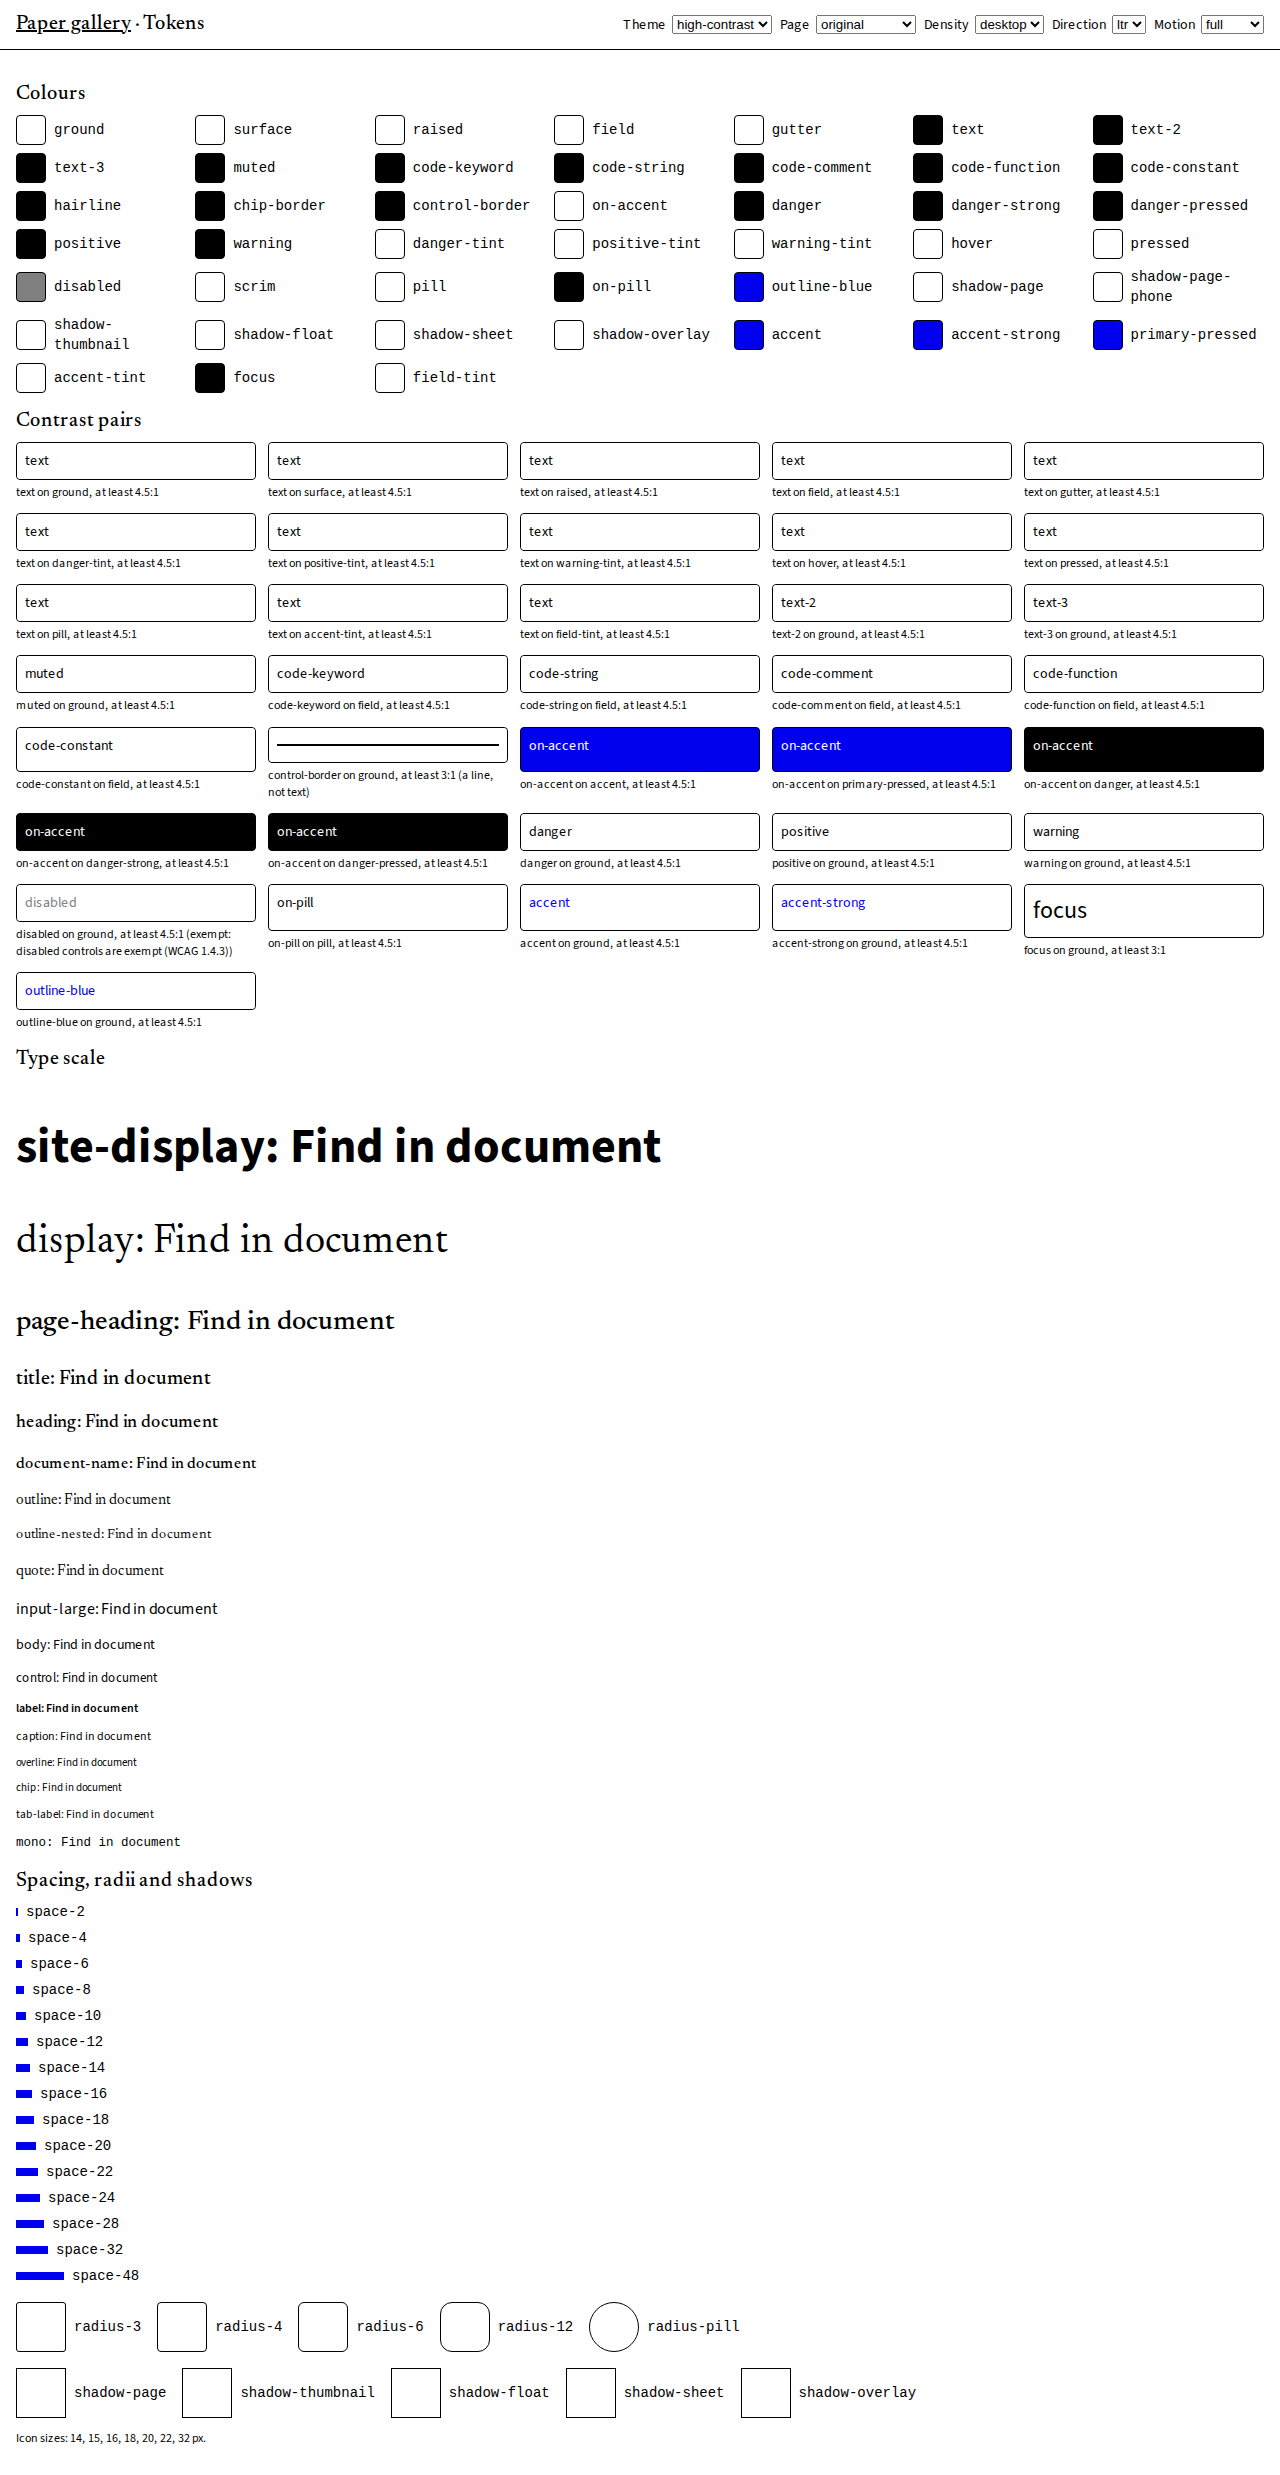 Paper gallery · Tokens Theme high-contrast Page original Density desktop Direction ltr Motion full
Colours
ground surface raised field gutter text text-2
text-3 muted code-keyword code-string code-comment code-function code-constant
hairline chip-border control-border on-accent danger danger-strong danger-pressed
positive warning danger-tint positive-tint warning-tint hover pressed
disabled scrim pill on-pill outline-blue shadow-page shadow-page-
phone
shadow-
thumbnail shadow-float shadow-sheet shadow-overlay accent accent-strong primary-pressed
accent-tint focus field-tint
Contrast pairs
text text text text text
text on ground, at least 4.5:1 text on surface, at least 4.5:1 text on raised, at least 4.5:1 text on field, at least 4.5:1 text on gutter, at least 4.5:1
text text text text text
text on danger-tint, at least 4.5:1 text on positive-tint, at least 4.5:1 text on warning-tint, at least 4.5:1 text on hover, at least 4.5:1 text on pressed, at least 4.5:1
text text text text-2 text-3
text on pill, at least 4.5:1 text on accent-tint, at least 4.5:1 text on field-tint, at least 4.5:1 text-2 on ground, at least 4.5:1 text-3 on ground, at least 4.5:1
muted code-keyword code-string code-comment code-function
muted on ground, at least 4.5:1 code-keyword on field, at least 4.5:1 code-string on field, at least 4.5:1 code-comment on field, at least 4.5:1 code-function on field, at least 4.5:1
code-constant on-accent on-accent on-accent
code-constant on field, at least 4.5:1 control-border on ground, at least 3:1 (a line,
not text) on-accent on accent, at least 4.5:1 on-accent on primary-pressed, at least 4.5:1 on-accent on danger, at least 4.5:1
on-accent on-accent danger positive warning
on-accent on danger-strong, at least 4.5:1 on-accent on danger-pressed, at least 4.5:1 danger on ground, at least 4.5:1 positive on ground, at least 4.5:1 warning on ground, at least 4.5:1
disabled on-pill accent accent-strong focus
disabled on ground, at least 4.5:1 (exempt:
disabled controls are exempt (WCAG 1.4.3)) on-pill on pill, at least 4.5:1 accent on ground, at least 4.5:1 accent-strong on ground, at least 4.5:1 focus on ground, at least 3:1
outline-blue
outline-blue on ground, at least 4.5:1
Type scale
site-display: Find in document
display: Find in document
page-heading: Find in document
title: Find in document
heading: Find in document
document-name: Find in document
outline: Find in document
outline-nested: Find in document
quote: Find in document
input-large: Find in document
body: Find in document
control: Find in document
label: Find in document
caption: Find in document
overline: Find in document
chip: Find in document
tab-label: Find in document
mono: Find in document
Spacing, radii and shadows
space-2
space-4
space-6
space-8
space-10
space-12
space-14
space-16
space-18
space-20
space-22
space-24
space-28
space-32
space-48
radius-3 radius-4 radius-6 radius-12 radius-pill
shadow-page shadow-thumbnail shadow-float shadow-sheet shadow-overlay
Icon sizes: 14, 15, 16, 18, 20, 22, 32 px.